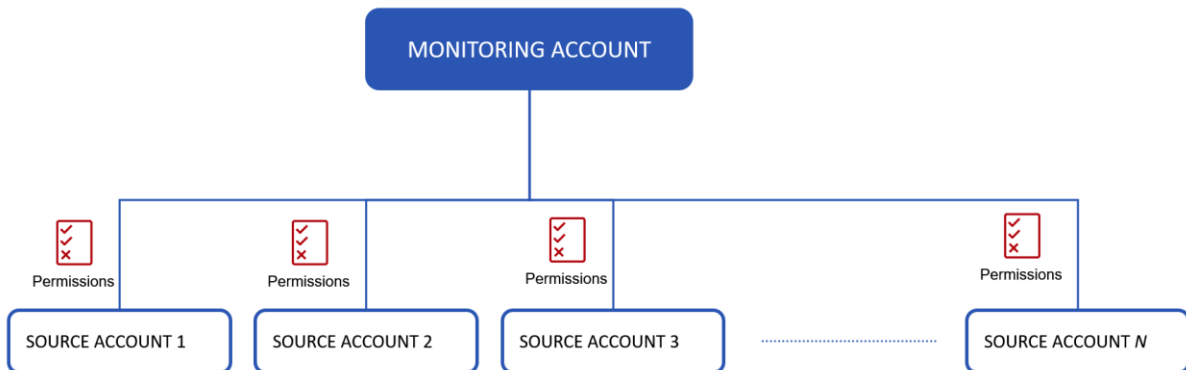 MONITORING ACCOUNT
Permissions
Permissions
Permissions
Permissions
SOURCE ACCOUNT 1
SOURCE ACCOUNT 2
SOURCE ACCOUNT 3
SOURCE ACCOUNT N